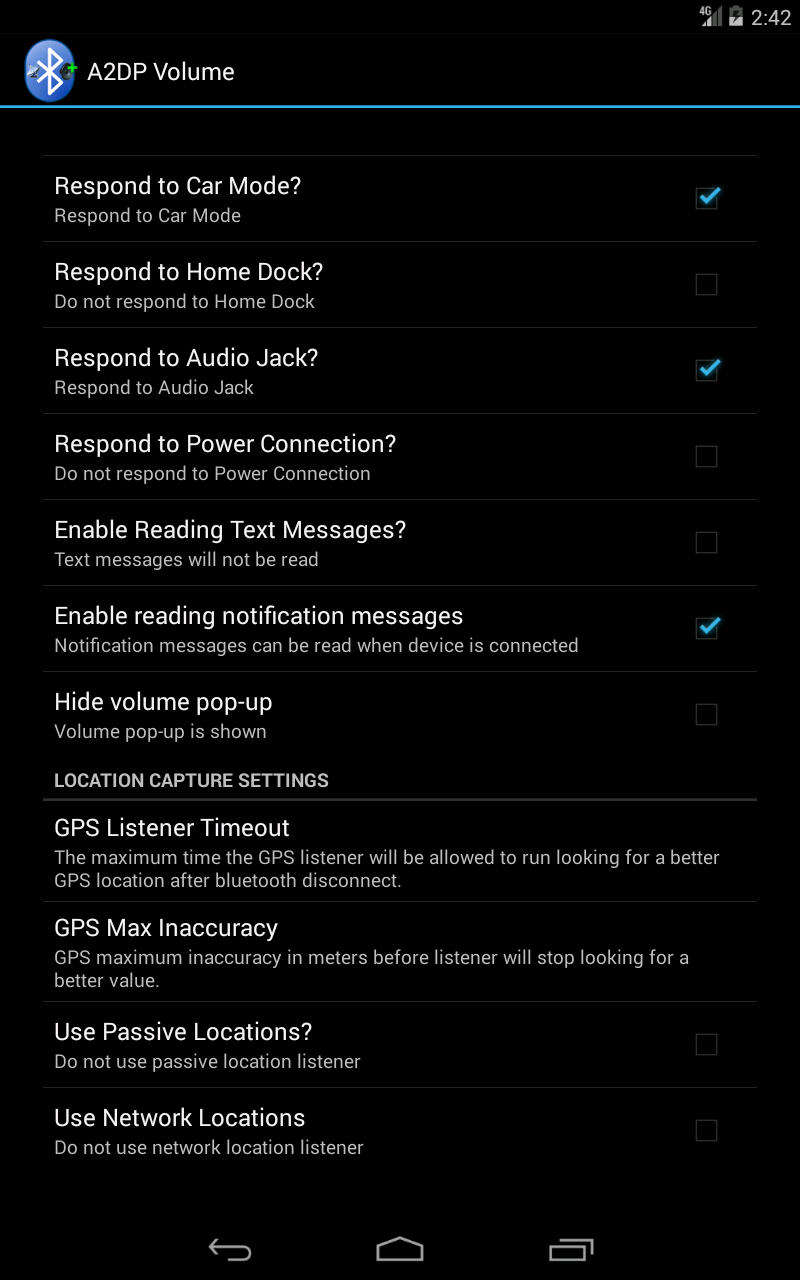 4G 2:42
A2DP Volume
Respond to Car Mode?
Respond to Car Mode
Respond to Home Dock?
Do not respond to Home Dock
Respond to Audio Jack?
Respond to Audio Jack
Respond to Power Connection?
Do not respond to Power Connection
Enable Reading Text Messages?
Text messages will not be read
Enable reading notification messages
Notification messages can be read when device is connected
Hide volume pop-up
Volume pop-up is shown
LOCATION CAPTURE SETTINGS
GPS Listener Timeout
The maximum time the GPS listener will be allowed to run looking for a better
GPS location after bluetooth disconnect.
GPS Max Inaccuracy
GPS maximum inaccuracy in meters before listener will stop looking for a
better value.
Use Passive Locations?
Do not use passive location listener
Use Network Locations
Do not use network location listener